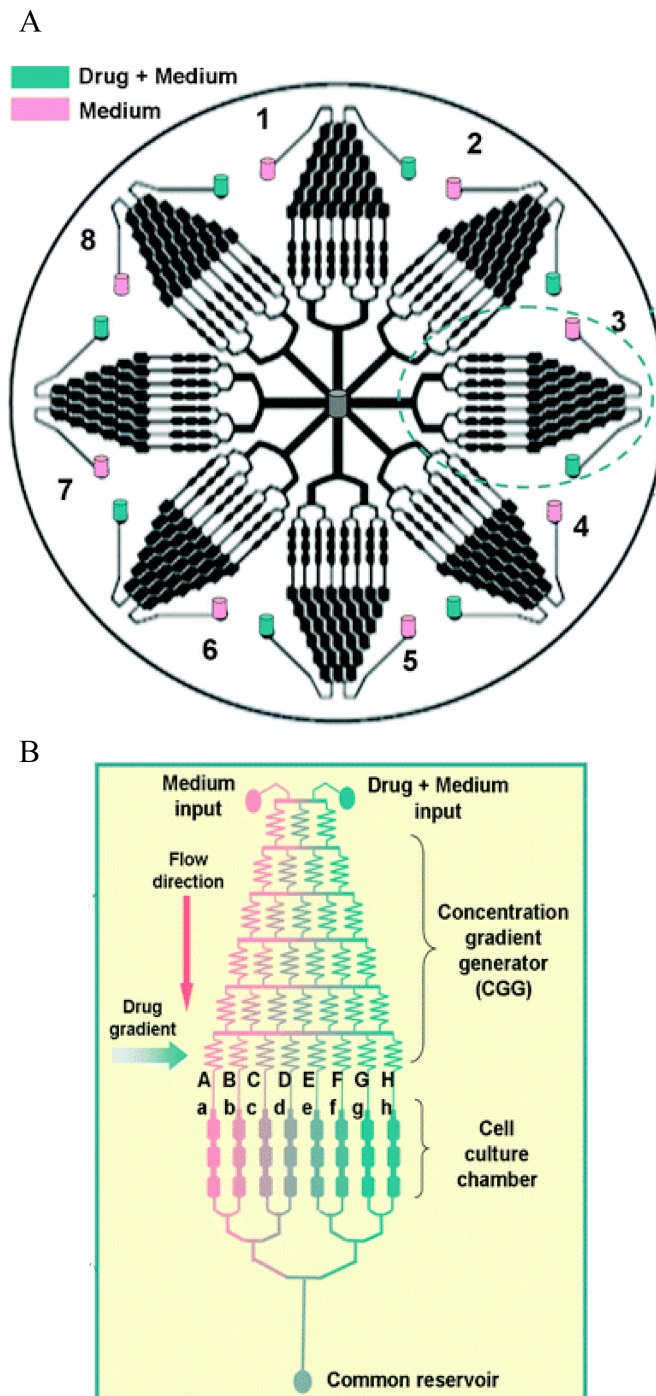 A
Drug + Medium
Medium
1
2
3
4
5
6
7
8
B
Medium
input
Drug + Medium
input
Flow
direction
Concentration
gradient
generator
(CGG)
Drug
gradient
A B C D E F G H
a b c d e f g h
Cell
culture
chamber
Common reservoir